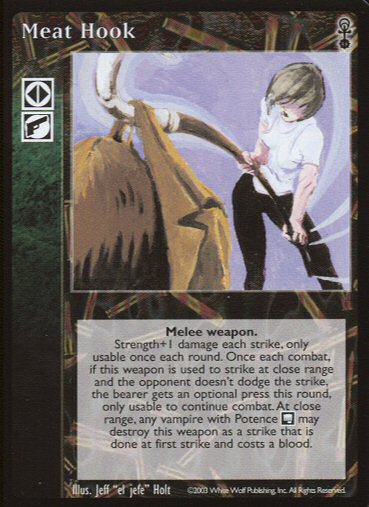 Meat Hook
Melee weapon.
Strength+1 damage each strike, only
usable once each round. Once each combat,
if this weapon is used to strike at close range
and the opponent doesn't dodge the strike,
the bearer gets an optional press this round,
only usable to continue combat. At close
range, any vampire with Potence may
destroy this weapon as a strike that is
done at first strike and costs a blood.
Illus. Jeff "el jefe" Holt
©2003 White Wolf Publishing, Inc. All Rights Reserved.